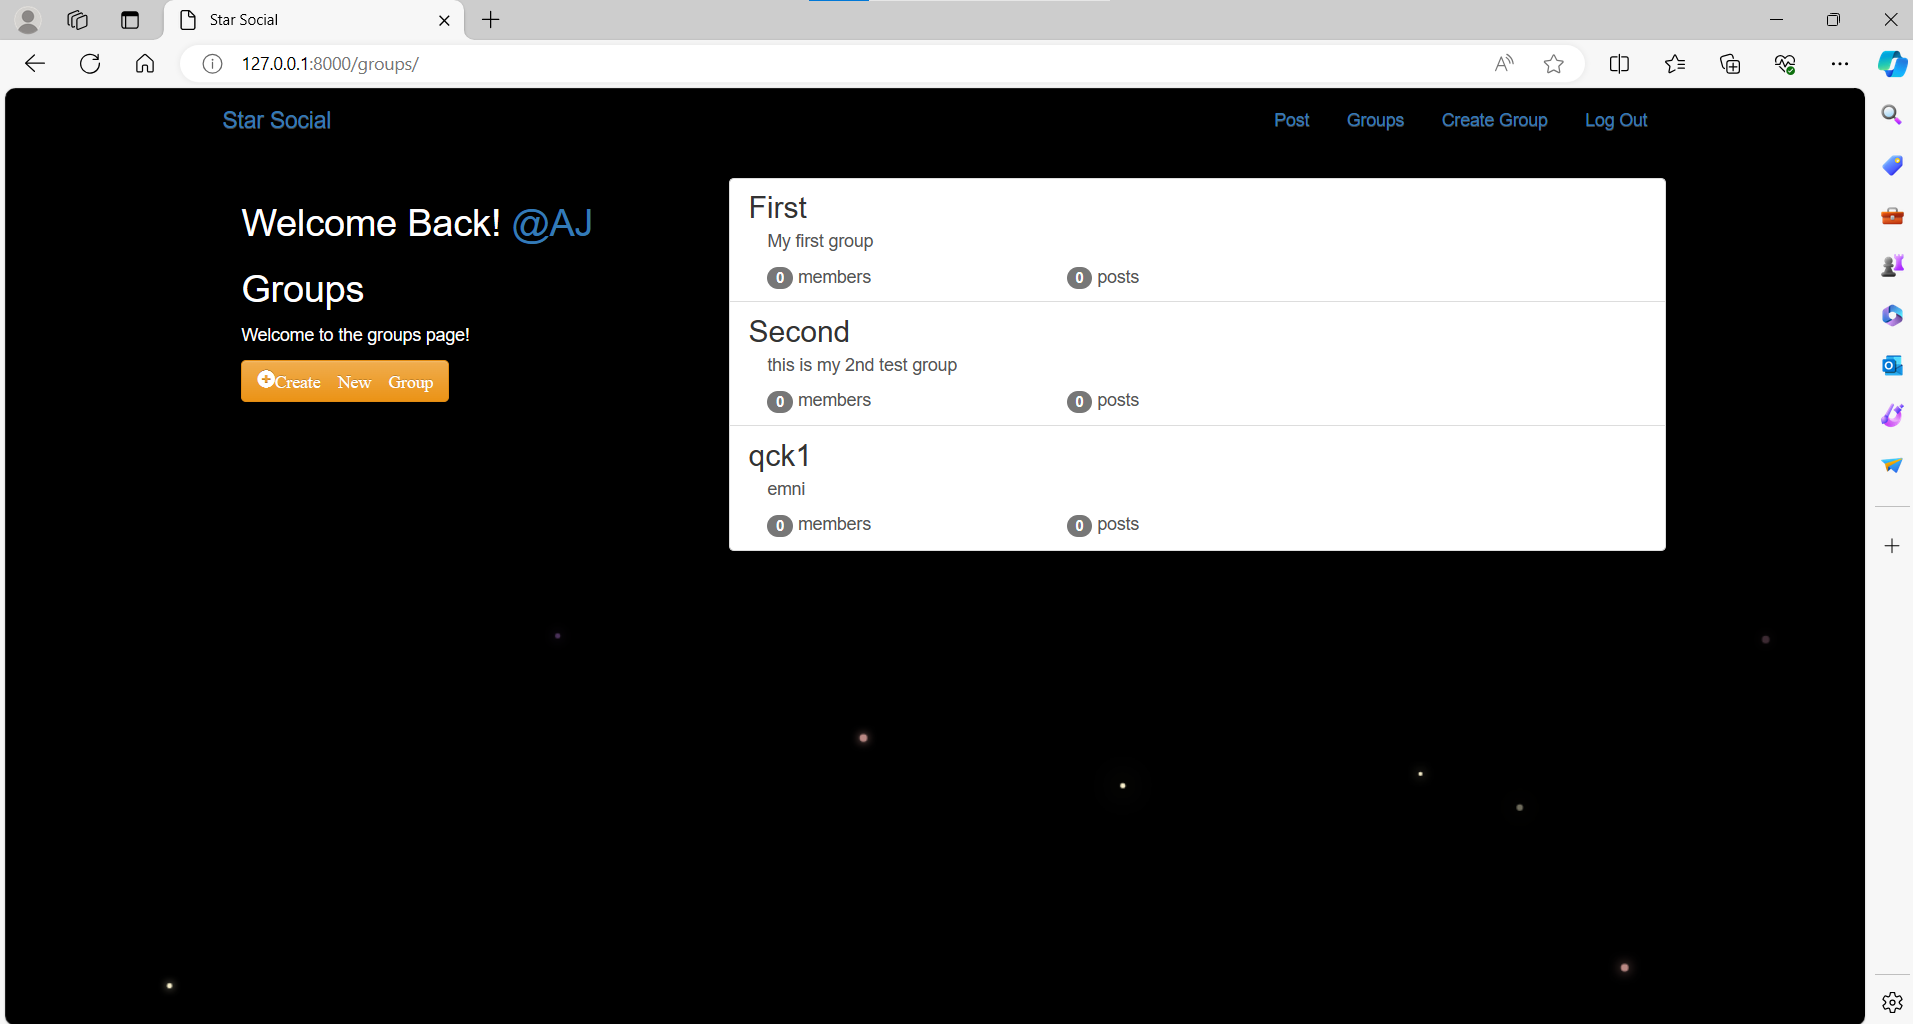 Star Social
127.0.0.1:8000/groups/
Star Social
Post Groups Create Group Log Out
Welcome Back! @AJ
Groups
Welcome to the groups page!
Create New Group
First
My first group
0 members 0 posts
Second
this is my 2nd test group
0 members 0 posts
qck1
emni
0 members 0 posts